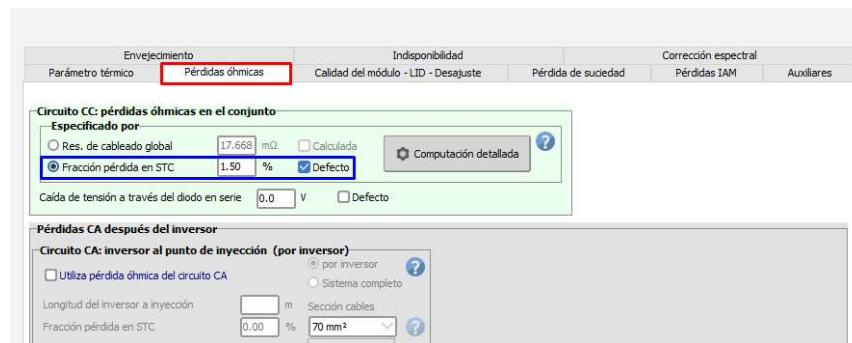 Envejecimiento Indisponibilidad Corrección espectral
Parámetro térmico Pérdidas óhmicas Calidad del módulo - LID - Desajuste Pérdida de suciedad Pérdidas IAM Auxiliares
Circuito CC: pérdidas óhmicas en el conjunto
Especificado por
Res. de cableado global 17.668 mΩ Calculada
Computación detallada ?
Fracción pérdida en STC 1.50 % Defecto
Caída de tensión a través del diodo en serie 0.0 V Defecto
Pérdidas CA después del inversor
Circuito CA: inversor al punto de inyección (por inversor)
por inversor ?
Utiliza pérdida óhmica del circuito CA
Sistema completo
Longitud del inversor a inyección m Sección cables
Fracción pérdida en STC 0.00 % 70 mm² ?